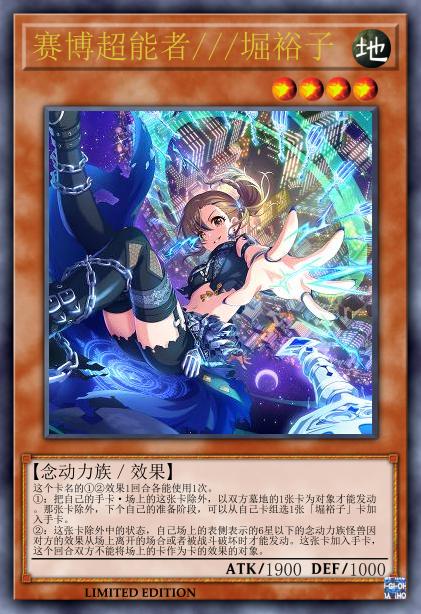 赛博超能者///堀裕子
地
【念动力族 / 效果】
这个卡名的①②效果1回合各能使用1次。
①：把自己的手卡·场上的这张卡除外，以双方墓地的1张卡为对象才能发动
。那张卡除外，下个自己的准备阶段，可以从自己卡组选1张「堀裕子」卡加
入手卡。
②：这张卡除外中的状态，自己场上的表侧表示的6星以下的念动力族怪兽因
对方的效果从场上离开的场合或者被战斗破坏时才能发动。这张卡加入手卡，
这个回合双方不能将场上的卡作为卡的效果的对象。
ATK/1900 DEF/1000
LIMITED EDITION